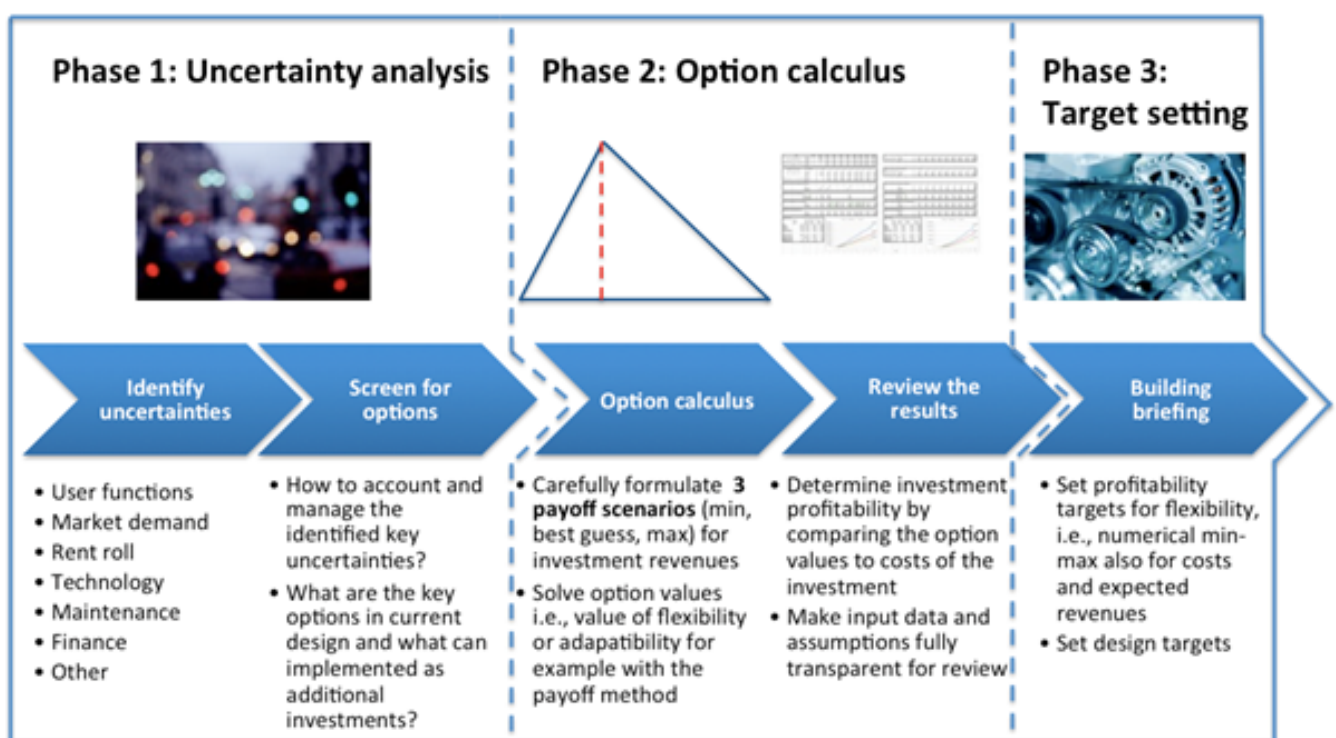 Phase 1: Uncertainty analysis
Phase 2: Option calculus
Phase 3:
Target setting
Identify
uncertainties
Screen for
options
Option calculus
Review the
results
Building
briefing
• User functions
• Market demand
• Rent roll
• Technology
• Maintenance
• Finance
• Other
• How to account and
manage the
identified key
uncertainties?
• What are the key
options in current
design and what can
implemented as
additional
investments?
• Carefully formulate 3
payoff scenarios (min,
best guess, max) for
investment revenues
• Solve option values
i.e., value of flexibility
or adapatibility for
example with the
payoff method
• Determine investment
profitability by
comparing the option
values to costs of the
investment
• Make input data and
assumptions fully
transparent for review
• Set profitability
targets for flexibility,
i.e., numerical min-
max also for costs
and expected
revenues
• Set design targets